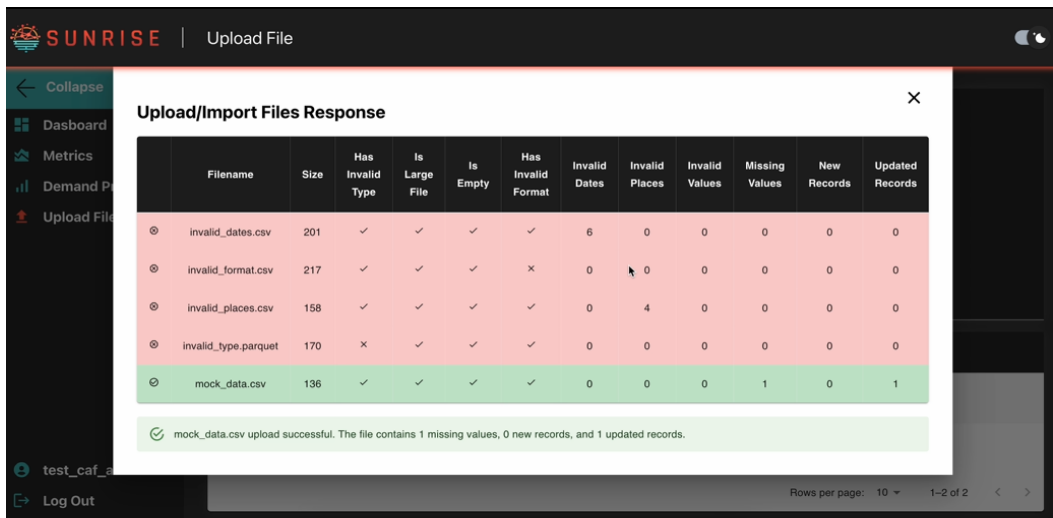 SUNRISE | Upload File
Collapse
Dasboard
Metrics
Demand P
Upload File
Upload/Import Files Response
Filename Size Has Invalid Type Is Large File Is Empty Has Invalid Format Invalid Dates Invalid Places Invalid Values Missing Values New Records Updated Records
invalid_dates.csv 201 ✓ ✓ ✓ ✓ 6 0 0 0 0 0
invalid_format.csv 217 ✓ ✓ ✓ × 0 0 0 0 0 0
invalid_places.csv 158 ✓ ✓ ✓ ✓ 0 4 0 0 0 0
invalid_type.parquet 170 × ✓ ✓ ✓ 0 0 0 0 0 0
mock_data.csv 136 ✓ ✓ ✓ ✓ 0 0 0 1 0 1
mock_data.csv upload successful. The file contains 1 missing values, 0 new records, and 1 updated records.
test_caf_a
Log Out
Rows per page: 10 1–2 of 2